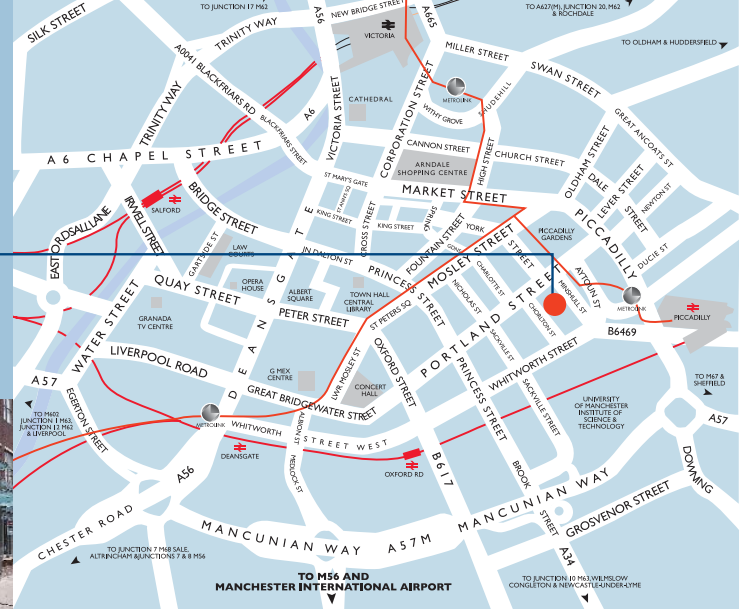 TO JUNCTION 17 M62
A56
NEW BRIDGE STREET
A665
TO A627(M), JUNCTION 20, M62
& ROCHDALE
SILK STREET
TRINITY WAY
VICTORIA
MILLER STREET
TO OLDHAM & HUDDERSFIELD
A6041 BLACKFRIARS RD
SWAN STREET
METROLINK
TRINITY WAY
CATHEDRAL
SHUDEHILL
WITHY GROVE
A6
BLACKFRIARS STREET
VICTORIA STREET
CORPORATION STREET
GREAT ANCOATS ST
A6 CHAPEL STREET
CANNON STREET
CHURCH STREET
HIGH STREET
OLDHAM STREET
ARNDALE
SHOPPING CENTRE
DALE
STREET
LEVER STREET
NEWTON ST
ST MARY'S GATE
ST ANN'S SQ
MARKET STREET
SALFORD
IRWELL STREET
BRIDGE STREET
EAST ORDSALL LANE
KING STREET
CROSS STREET
KING STREET
SPRING
FOUNTAIN STREET
YORK
STREET
PICCADILLY
GARDENS
PICCADILLY
DUCIE ST
GARTSIDE ST
LAW
COURTS
JN DALTON ST
PRINCESS
STREET
MOSLEY STREET
CHARLOTTE ST
AYTOUN ST
MINSHULL ST
OPERA
HOUSE
ALBERT
SQUARE
TOWN HALL
CENTRAL
LIBRARY
NICHOLAS ST
CHORLTON ST
METROLINK
PICCADILLY
QUAY STREET
DEANSGATE
PETER STREET
ST PETERS SQ
PORTLAND STREET
SACKVILLE ST
B6469
GRANADA
TV CENTRE
WATER STREET
LIVERPOOL ROAD
LWR MOSLEY ST
OXFORD STREET
PRINCESS STREET
WHITWORTH STREET
A57
G MEX
CENTRE
CONCERT
HALL
SACKVILLE STREET
TO M67 &
SHEFFIELD
EGERTON STREET
GREAT BRIDGEWATER STREET
UNIVERSITY
OF MANCHESTER
INSTITUTE OF
SCIENCE &
TECHNOLOGY
TO M602
JUNCTION 1 M63,
JUNCTION 12 M62
& LIVERPOOL
METROLINK
WHITWORTH STREET WEST
ALBION ST
A57
DEANSGATE
MEDLOCK ST
OXFORD RD
B617
A56
BROOK
STREET
DOWNING
CHESTER ROAD
MANCUNIAN WAY A57M MANCUNIAN WAY
GROSVENOR STREET
TO JUNCTION 7 M68 SALE,
ALTRINCHAM &JUNCTIONS 7 & 8 M56
A34
TO M56 AND
MANCHESTER INTERNATIONAL AIRPORT
TO JUNCTION 10 M63,WILMSLOW
CONGLETON & NEWCASTLE-UNDER-LYME